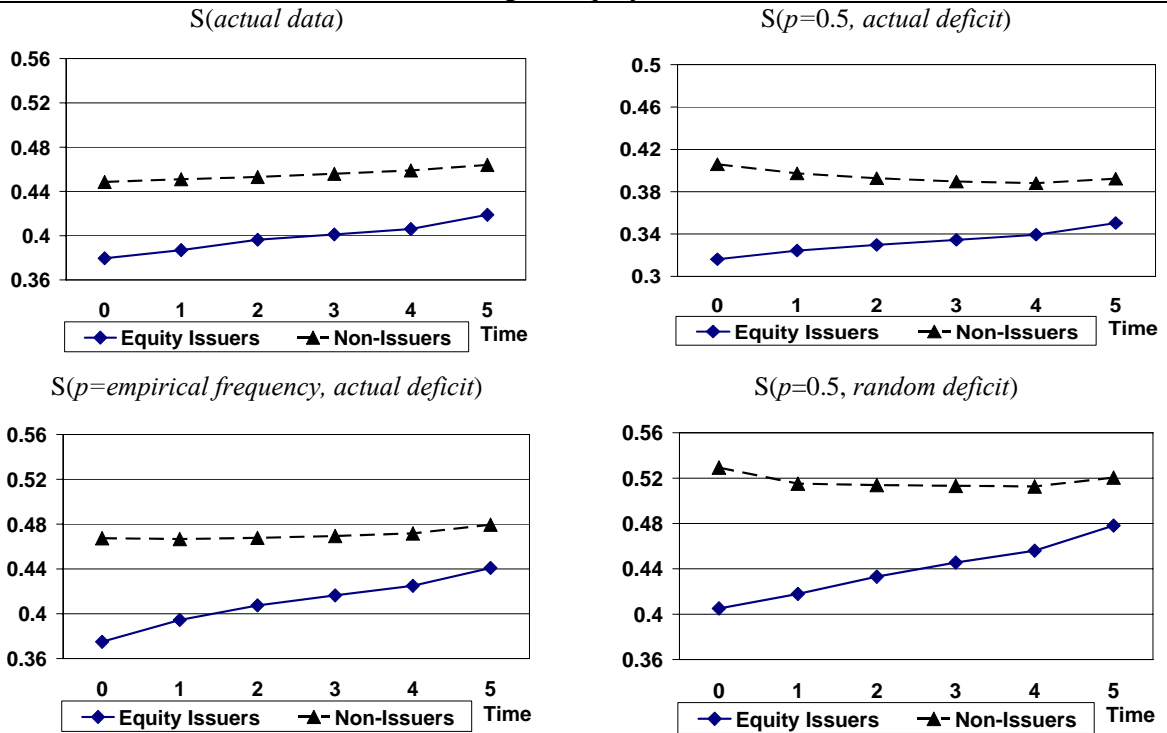 S(actual data)
0.56
0.52
0.48
0.44
0.4
0.36
0 1 2 3 4 5
Equity Issuers Non-Issuers Time
S(p=0.5, actual deficit)
0.5
0.46
0.42
0.38
0.34
0.3
0 1 2 3 4 5
Equity Issuers Non-Issuers Time
S(p=empirical frequency, actual deficit)
0.56
0.52
0.48
0.44
0.4
0.36
0 1 2 3 4 5
Equity Issuers Non-Issuers Time
S(p=0.5, random deficit)
0.56
0.52
0.48
0.44
0.4
0.36
0 1 2 3 4 5
Equity Issuers Non-Issuers Time